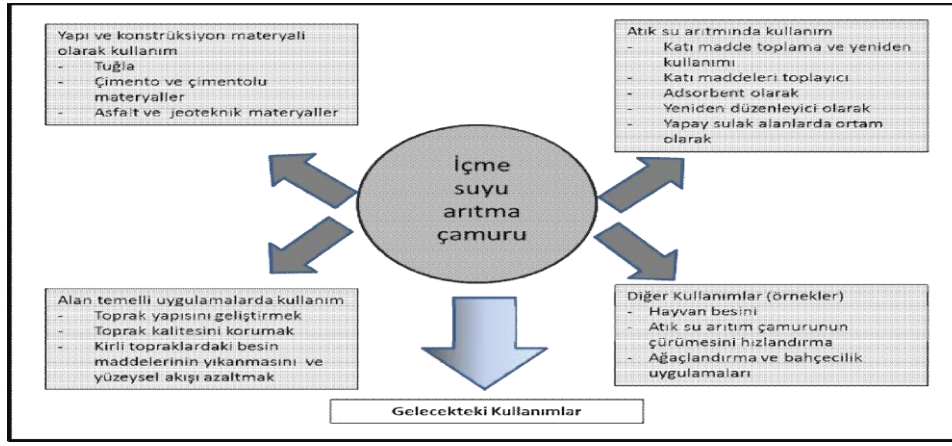 Yapı ve konstrüksiyon materyali
olarak kullanım
- Tuğla
- Çimento ve çimentolu
materyaller
- Asfalt ve jeoteknik materyaller
Atık su arıtmında kullanım
- Katı madde toplama ve yeniden
kullanımı
- Katı maddeleri toplayıcı
- Adsorbent olarak
- Yeniden düzenleyici olarak
- Yapay sulak alanlarda ortam
olarak
İçme
suyu
arıtma
çamuru
Alan temelli uygulamalarda kullanım
- Toprak yapısını geliştirmek
- Toprak kalitesini korumak
- Kirli topraklardaki besin
maddelerinin yıkanmasını ve
yüzeysel akışı azaltmak
Diğer Kullanımlar (örnekler)
- Hayvan besini
- Atık su arıtım çamurunun
çürümesini hızlandırma
- Ağaçlandırma ve bahçecilik
uygulamaları
Gelecekteki Kullanımlar